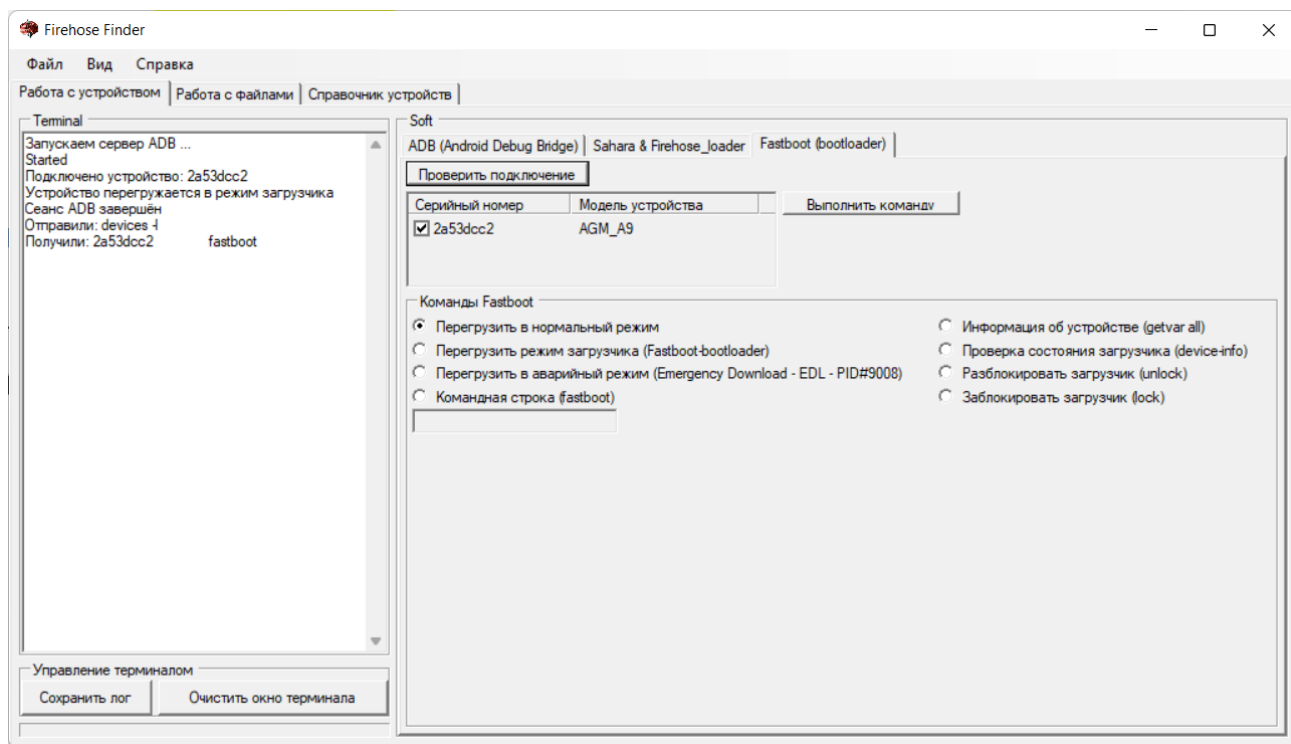 Firehose Finder
Файл Вид Справка
Работа с устройством Работа с файлами Справочник устройств
Terminal
Запускаем сервер ADB ...
Started
Подключено устройство: 2a53dcc2
Устройство перегружается в режим загрузчика
Сеанс ADB завершён
Отправили: devices -l
Получили: 2a53dcc2 fastboot
Управление терминалом
Сохранить лог Очистить окно терминала
Soft
ADB (Android Debug Bridge) Sahara & Firehose_loader Fastboot (bootloader)
Проверить подключение
Серийный номер Модель устройства Выполнить команду
2a53dcc2 AGM_A9
Команды Fastboot
Перегрузить в нормальный режим
Перегрузить режим загрузчика (Fastboot-bootloader)
Перегрузить в аварийный режим (Emergency Download - EDL - PID#9008)
Командная строка (fastboot)
Информация об устройстве (getvar all)
Проверка состояния загрузчика (device-info)
Разблокировать загрузчик (unlock)
Заблокировать загрузчик (lock)